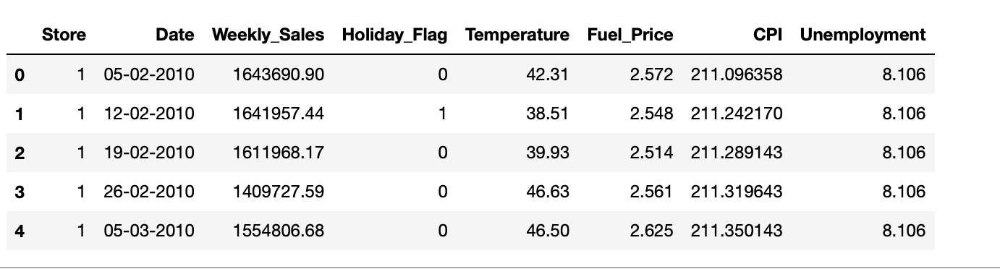 Store Date Weekly_Sales Holiday_Flag Temperature Fuel_Price CPI Unemployment
0 1 05-02-2010 1643690.90 0 42.31 2.572 211.096358 8.106
1 1 12-02-2010 1641957.44 1 38.51 2.548 211.242170 8.106
2 1 19-02-2010 1611968.17 0 39.93 2.514 211.289143 8.106
3 1 26-02-2010 1409727.59 0 46.63 2.561 211.319643 8.106
4 1 05-03-2010 1554806.68 0 46.50 2.625 211.350143 8.106